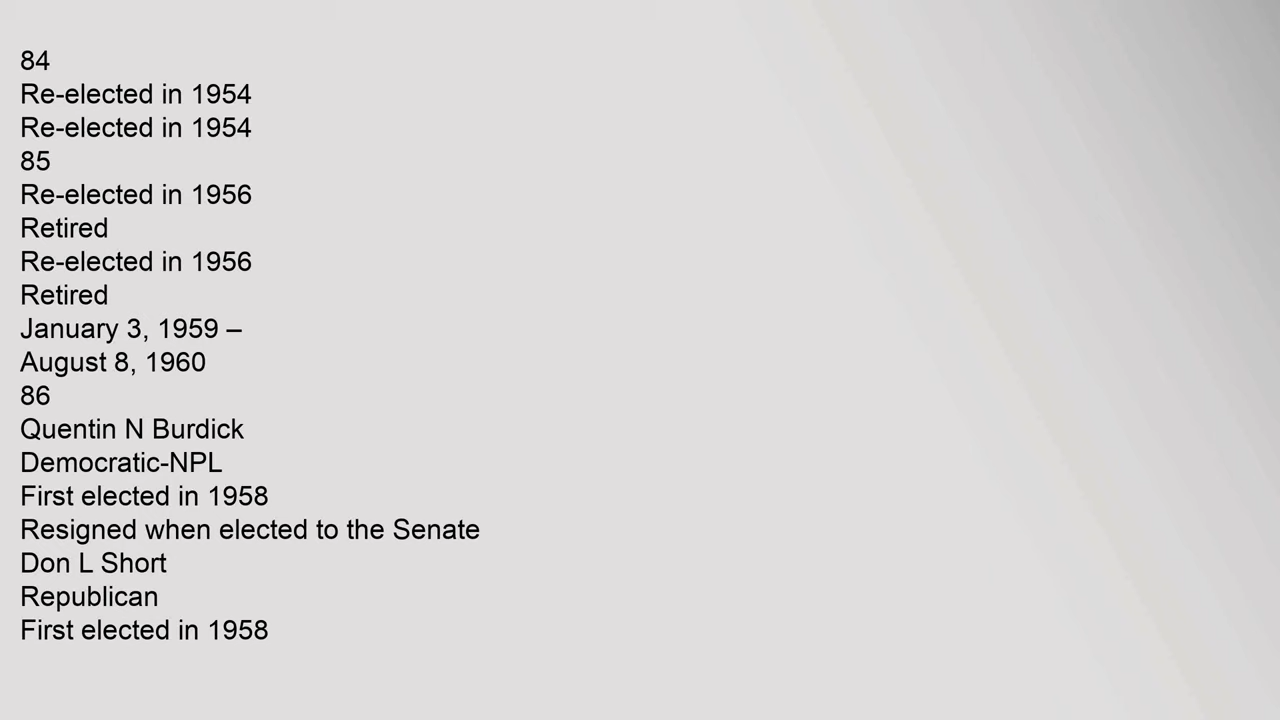 84
Re-elected in 1954
Re-elected in 1954
85
Re-elected in 1956
Retired
Re-elected in 1956
Retired
January 3, 1959 –
August 8, 1960
86
Quentin N Burdick
Democratic-NPL
First elected in 1958
Resigned when elected to the Senate
Don L Short
Republican
First elected in 1958